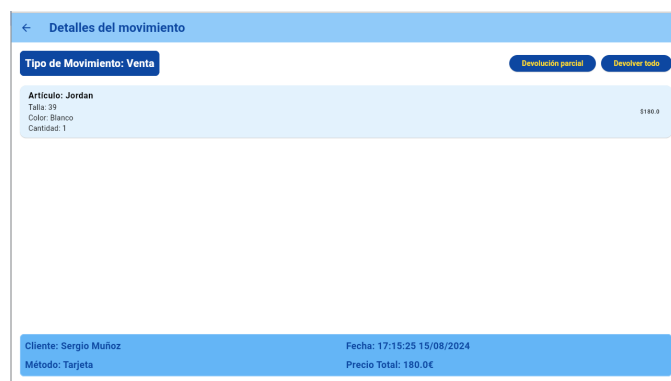 Detalles del movimiento
Tipo de Movimiento: Venta
Devolución parcial
Devolver todo
Artículo: Jordan
Talla: 39
Color: Blanco
Cantidad: 1
$180.0
Cliente: Sergio Muñoz
Fecha: 17:15:25 15/08/2024
Método: Tarjeta
Precio Total: 180.0€